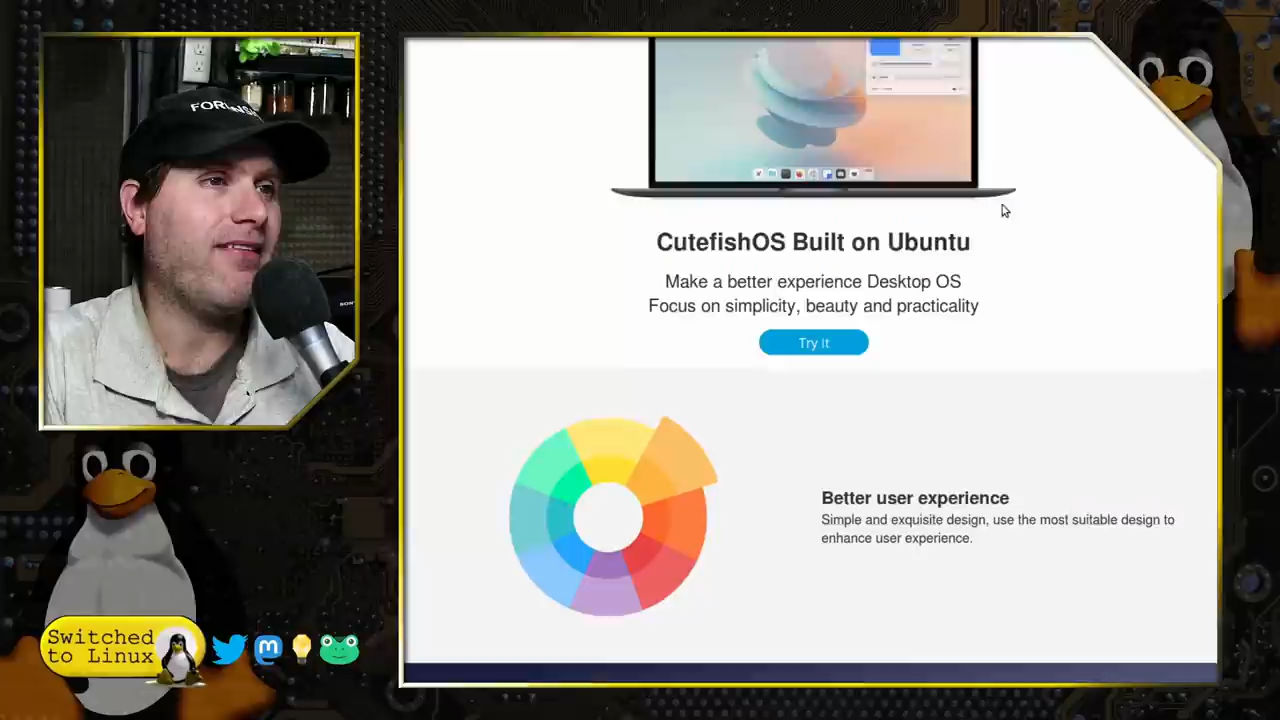 CutefishOS Built on Ubuntu
Make a better experience Desktop OS
Focus on simplicity, beauty and practicality
Try It
Better user experience
Simple and exquisite design, use the most suitable design to
enhance user experience.
Switched
to Linux